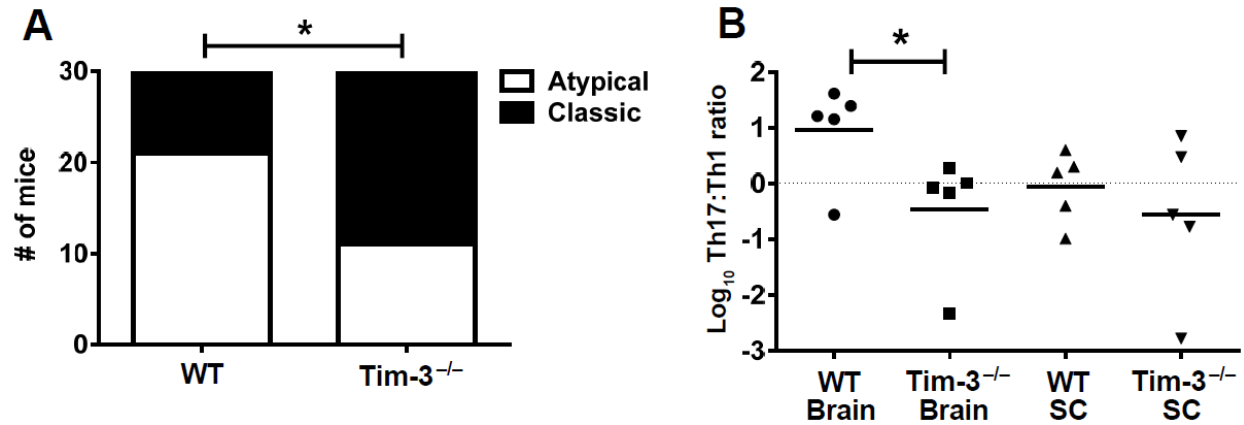 A
*
# of mice
30
20
10
0
WT
Tim-3⁻/⁻
Atypical
Classic
B
*
Log₁₀ Th17:Th1 ratio
2
1
0
-1
-2
-3
WT
Brain
Tim-3⁻/⁻
Brain
WT
SC
Tim-3⁻/⁻
SC